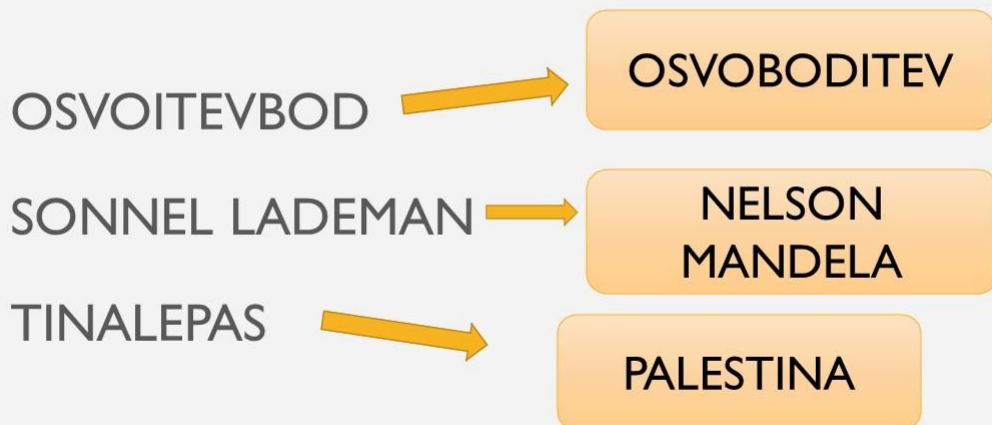 OSVOITEVBOD
OSVOBODITEV
SONNEL LADEMAN
NELSON
MANDELA
TINALEPAS
PALESTINA